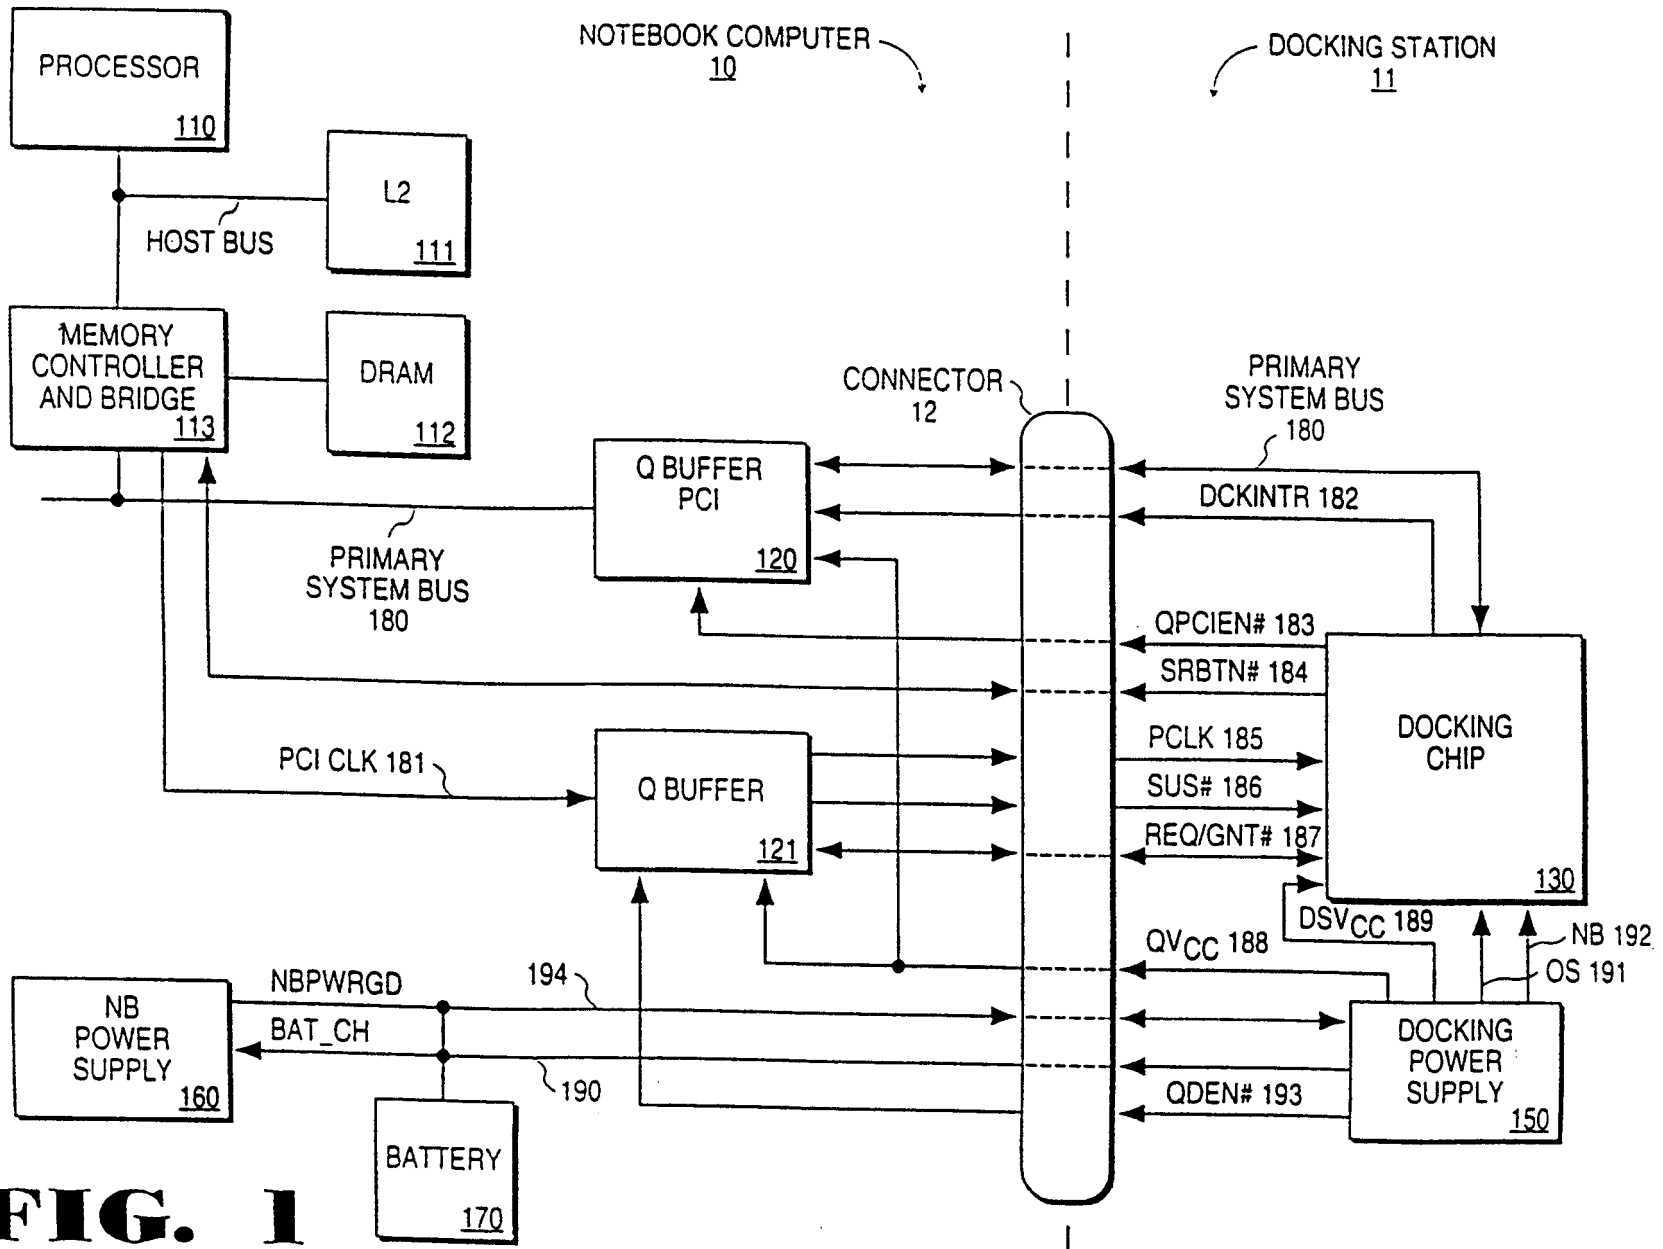 PROCESSOR
110
NOTEBOOK COMPUTER
10
DOCKING STATION
11
L2
111
HOST BUS
MEMORY
CONTROLLER
AND BRIDGE
113
DRAM
112
CONNECTOR
12
PRIMARY
SYSTEM BUS
180
Q BUFFER
PCI
120
DCKINTR 182
PRIMARY
SYSTEM BUS
180
QPCIEN# 183
SRBTN# 184
DOCKING
CHIP
130
PCI CLK 181
Q BUFFER
121
PCLK 185
SUS# 186
REQ/GNT# 187
DSVCC 189
QVCC 188
NB 192
OS 191
NB
POWER
SUPPLY
160
NBPWRGD
BAT_CH
194
190
DOCKING
POWER
SUPPLY
150
QDEN# 193
BATTERY
170
FIG. 1